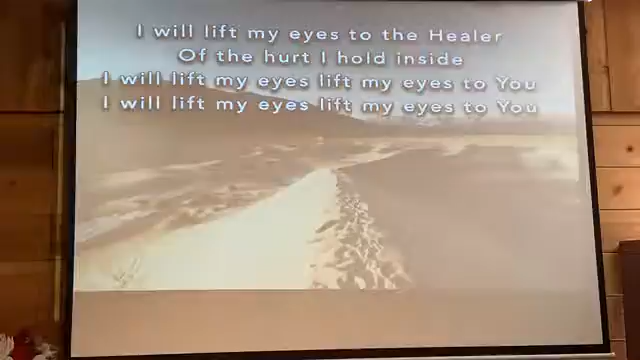 I will lift my eyes to the Healer
Of the hurt I hold inside
I will lift my eyes lift my eyes to You
I will lift my eyes lift my eyes to You